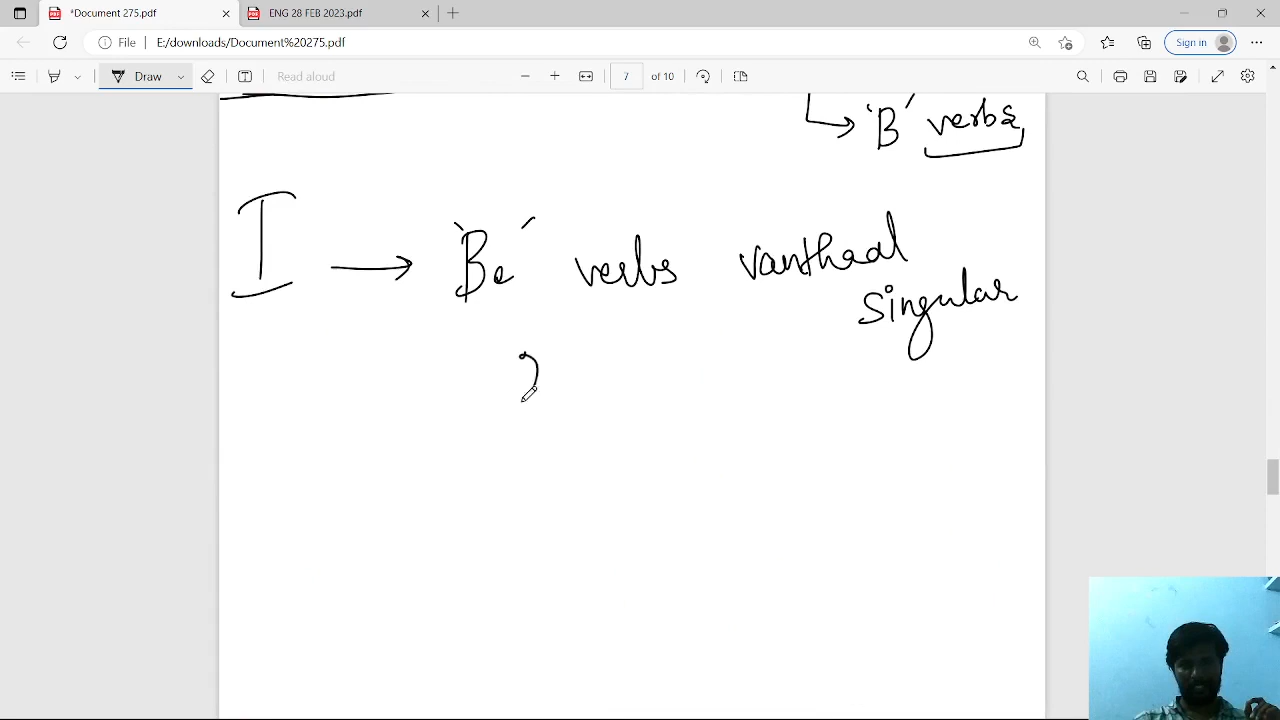 *Document 275.pdf
ENG 28 FEB 2023.pdf
File E:/downloads/Document%20275.pdf
Sign in
Draw
Read aloud
7 of 10
'B' verbs
I → 'Be' verbs vanthaal
singular